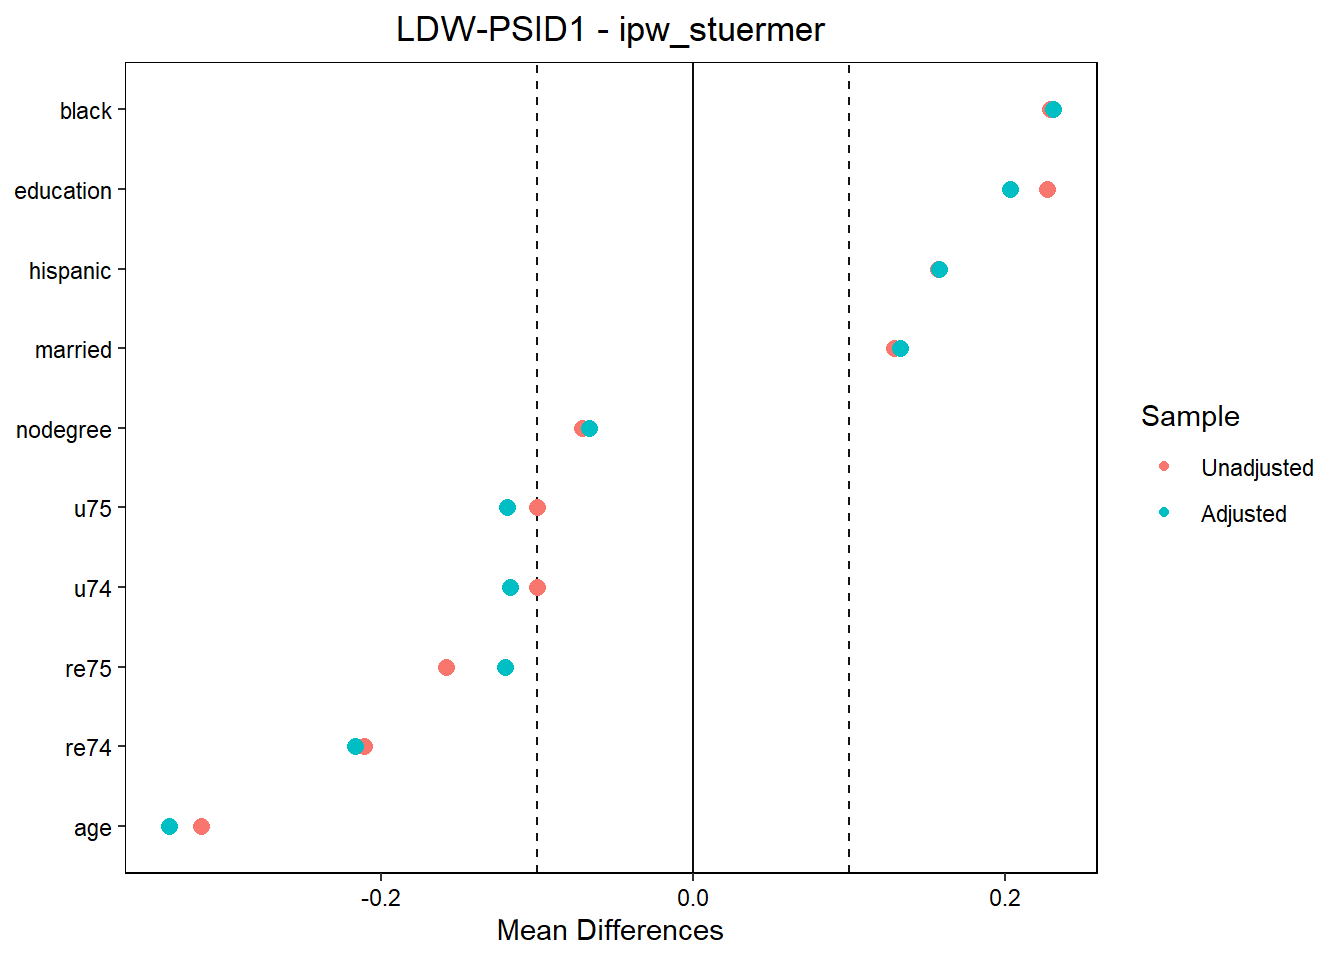 LDW-PSID1 - ipw_stuermer
black
education
hispanic
married
nodegree
u75
u74
re75
re74
age
-0.2
0.0
0.2
Mean Differences
Sample
Unadjusted
Adjusted